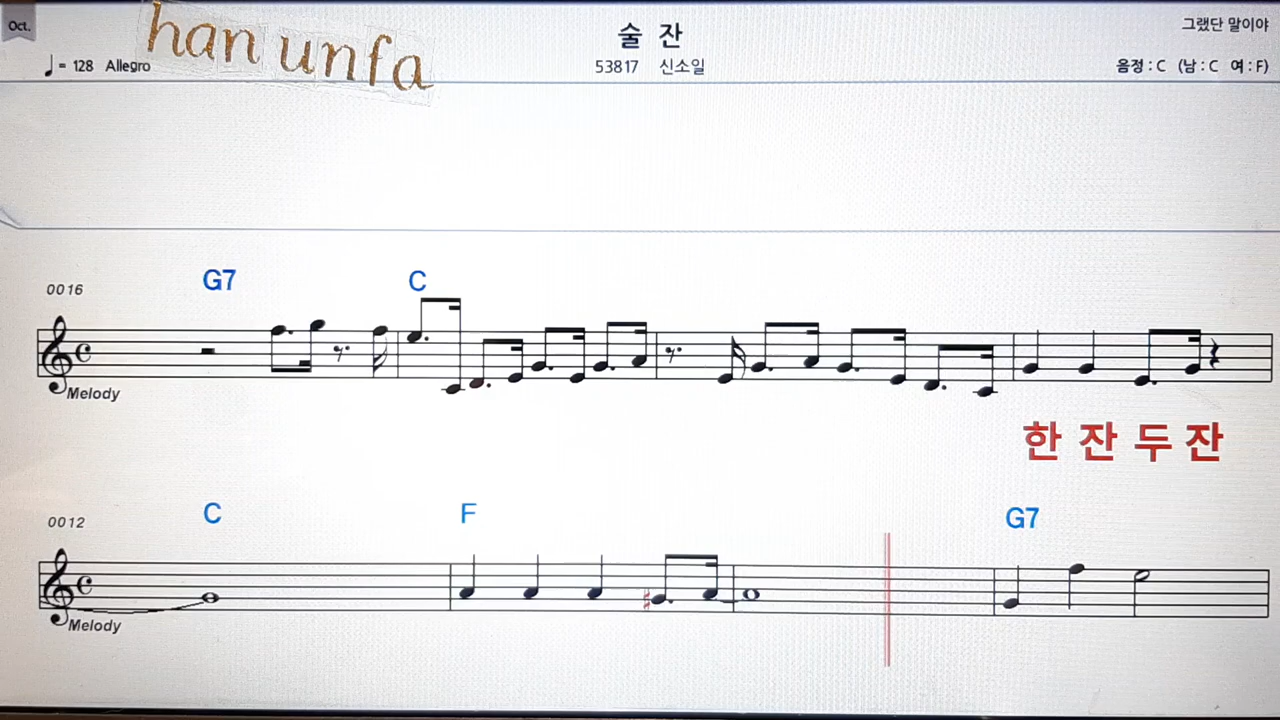 Oct.
han unfa
술 잔
그랬단 말이야
♩= 128 Allegro
53817 신소일
음정 : C (남 : C 여 : F)
G7 C
0016
Melody
한 잔 두 잔
C F G7
0012
Melody